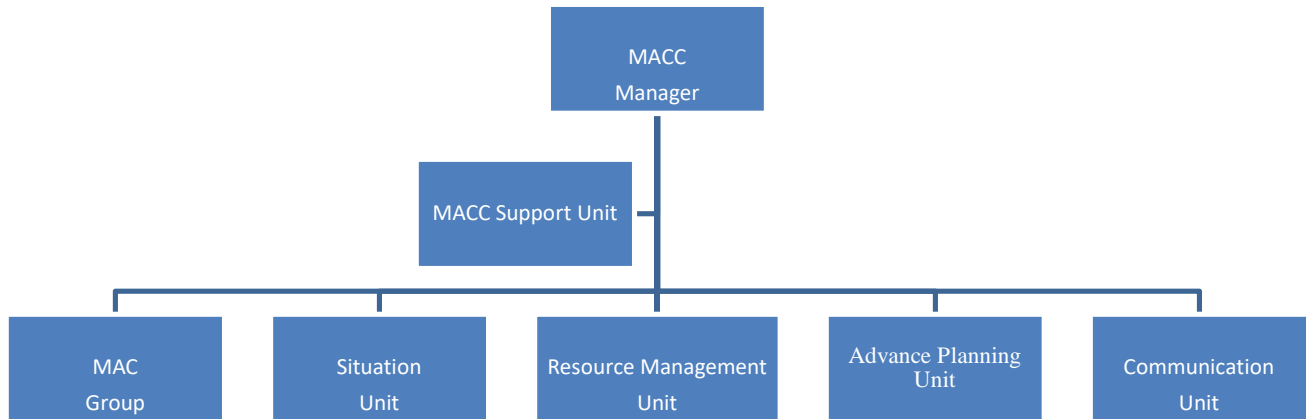 MACC
Manager
MACC Support Unit
MAC
Group
Situation
Unit
Resource Management
Unit
Advance Planning
Unit
Communication
Unit